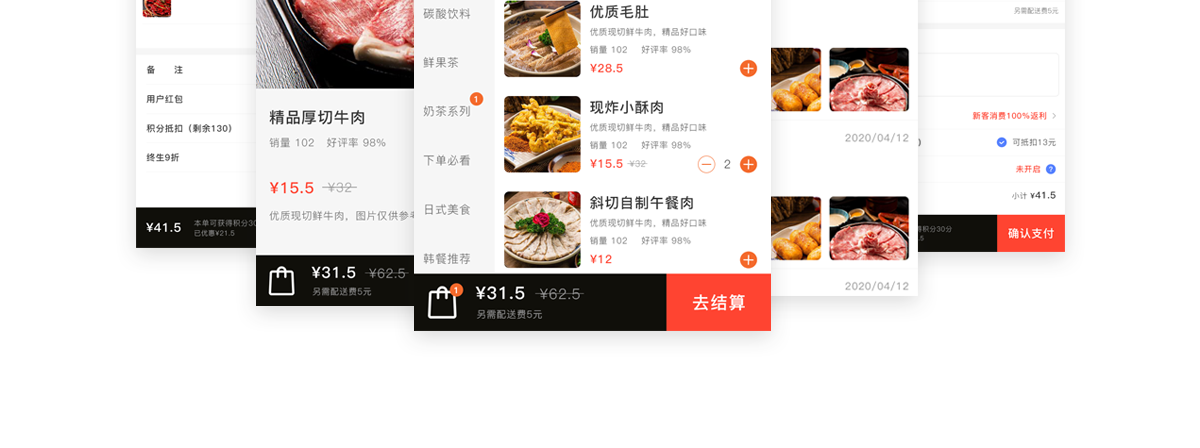 备 注
用户红包
积分抵扣（剩余130）
终生9折
¥41.5
本单可获得积分30
已优惠¥21.5
精品厚切牛肉
销量 102 好评率 98%
¥15.5 ¥32
优质现切鲜牛肉，图片仅供参考
¥31.5 ¥62.5
另需配送费5元
碳酸饮料
鲜果茶
奶茶系列
1
下单必看
日式美食
韩餐推荐
优质毛肚
优质现切鲜牛肉，精品好口味
销量 102 好评率 98%
¥28.5
现炸小酥肉
优质现切鲜牛肉，精品好口味
销量 102 好评率 98%
¥15.5 ¥32
2
斜切自制午餐肉
优质现切鲜牛肉，精品好口味
销量 102 好评率 98%
¥12
1
¥31.5 ¥62.5
另需配送费5元
去结算
2020/04/12
2020/04/12
另需配送费5元
新客消费100%返利
可抵扣13元
未开启 ?
小计 ¥41.5
得积分30分
确认支付